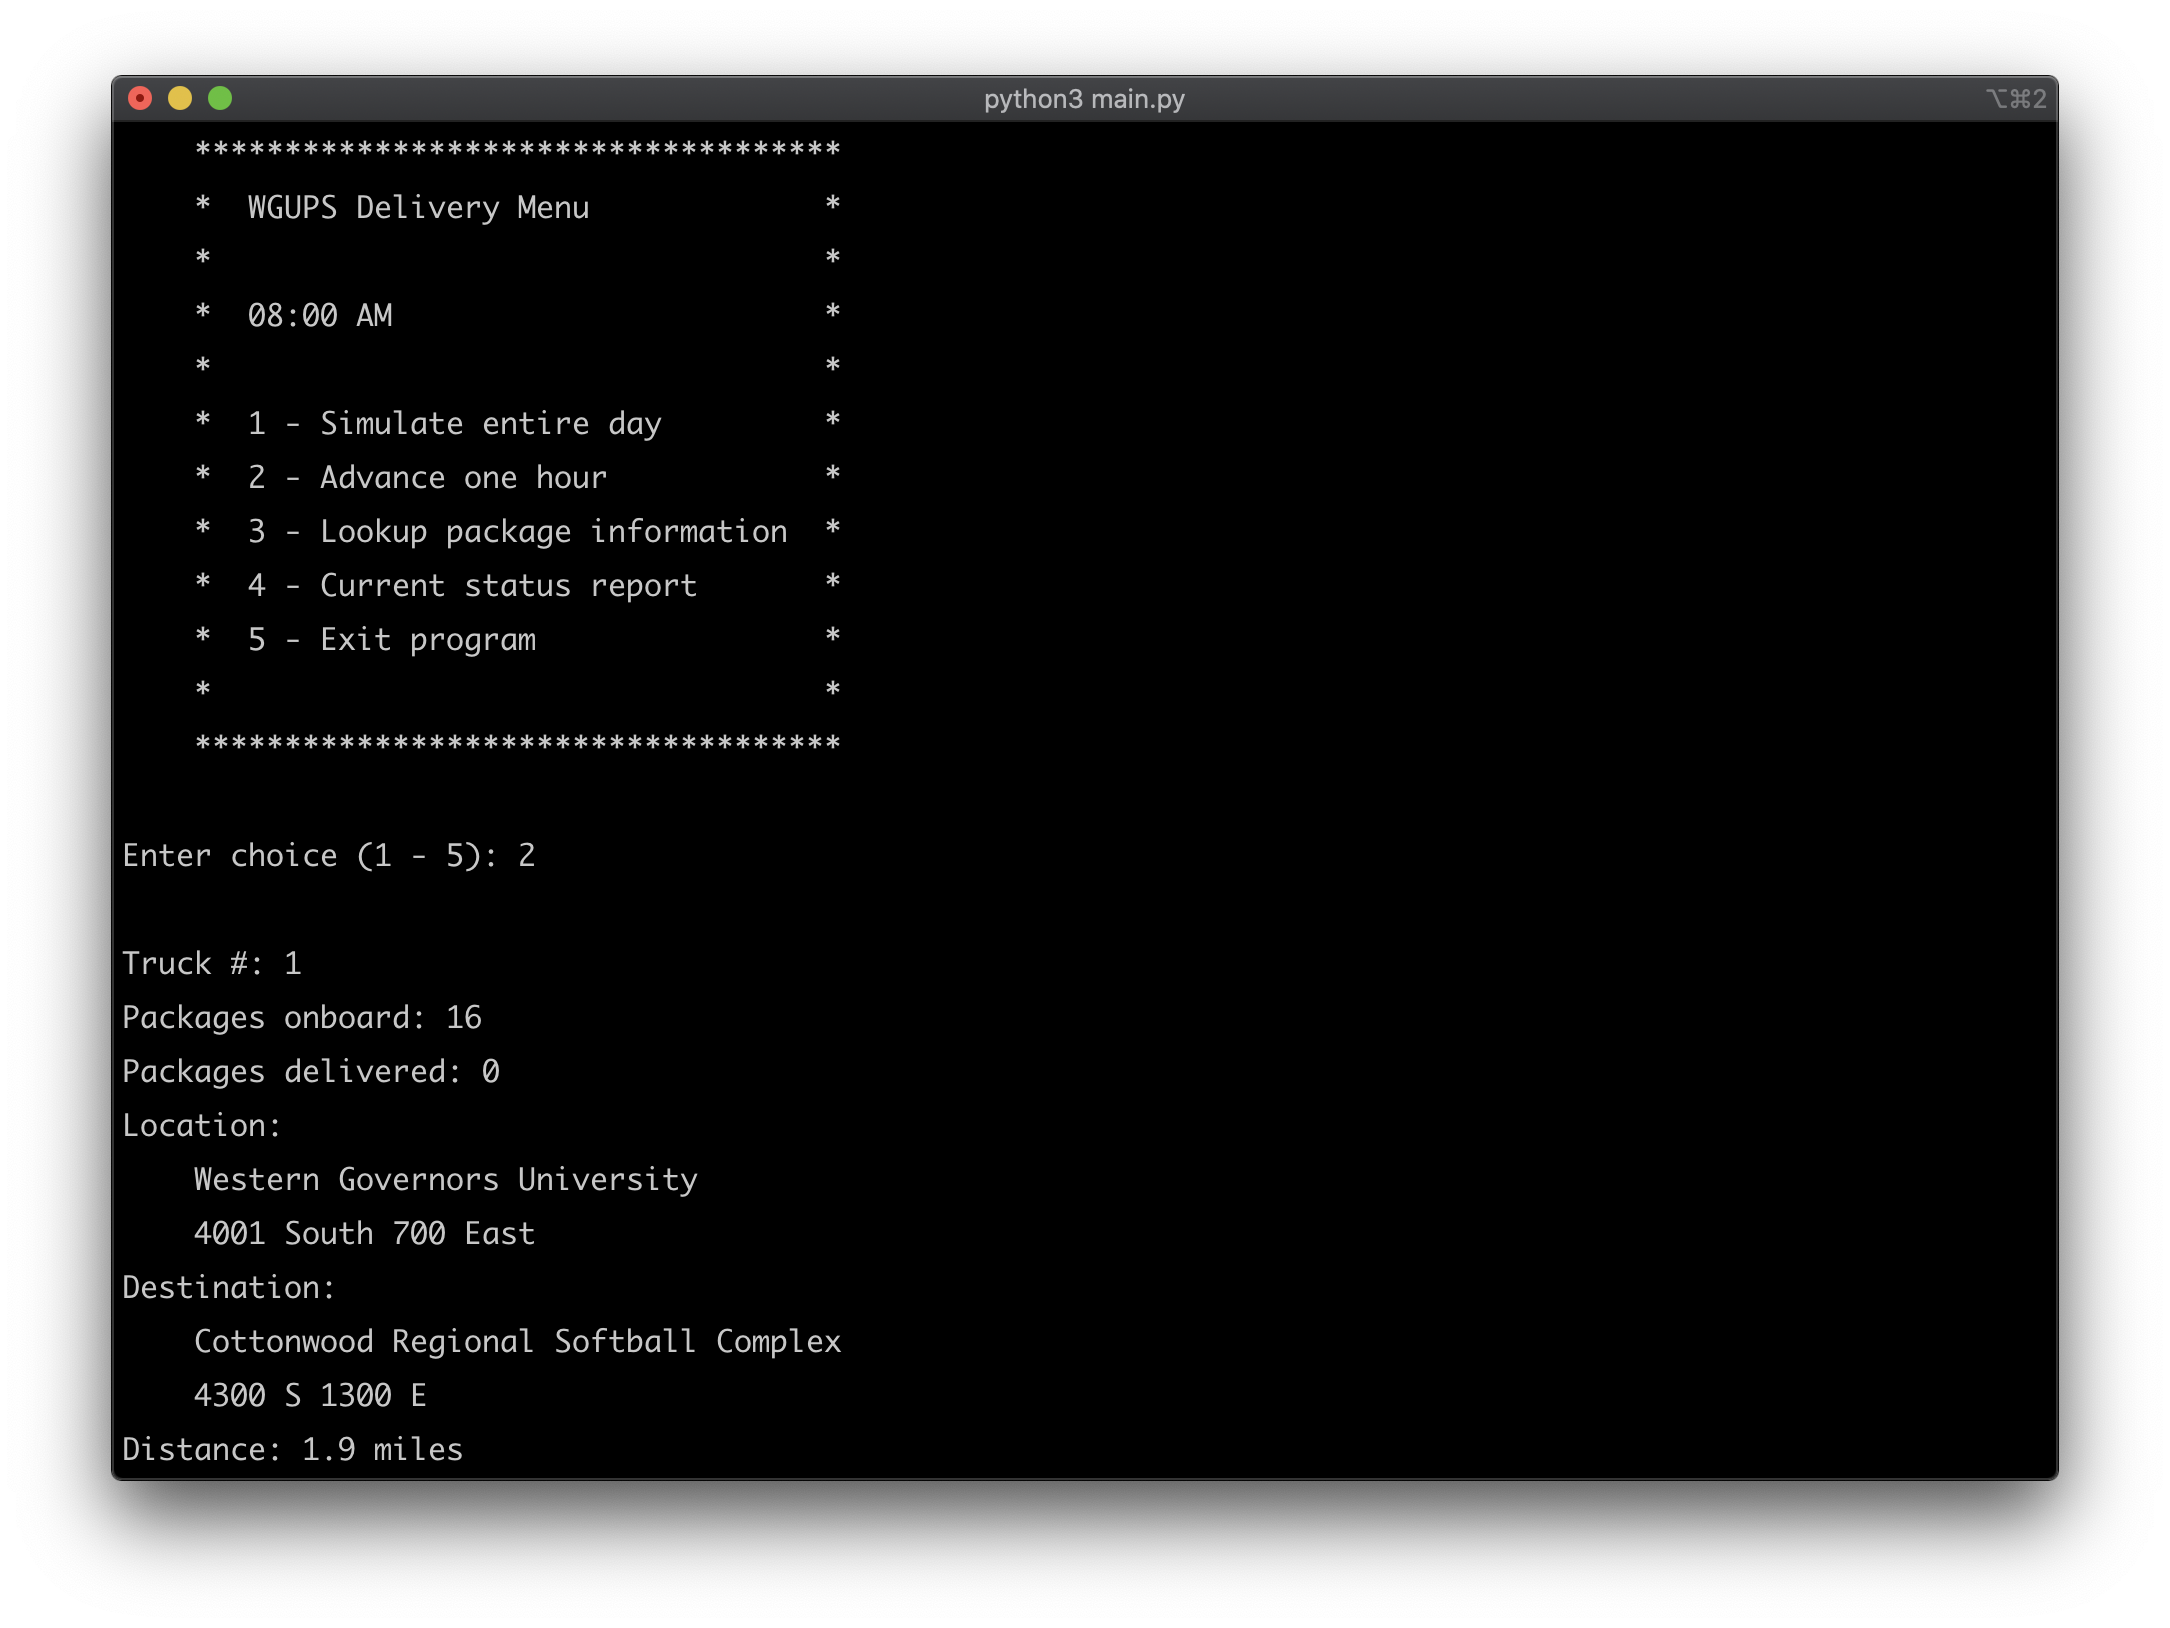 python3 main.py ⌥⌘2
************************************
* WGUPS Delivery Menu *
* *
* 08:00 AM *
* *
* 1 - Simulate entire day *
* 2 - Advance one hour *
* 3 - Lookup package information *
* 4 - Current status report *
* 5 - Exit program *
* *
************************************
Enter choice (1 - 5): 2
Truck #: 1
Packages onboard: 16
Packages delivered: 0
Location:
Western Governors University
4001 South 700 East
Destination:
Cottonwood Regional Softball Complex
4300 S 1300 E
Distance: 1.9 miles